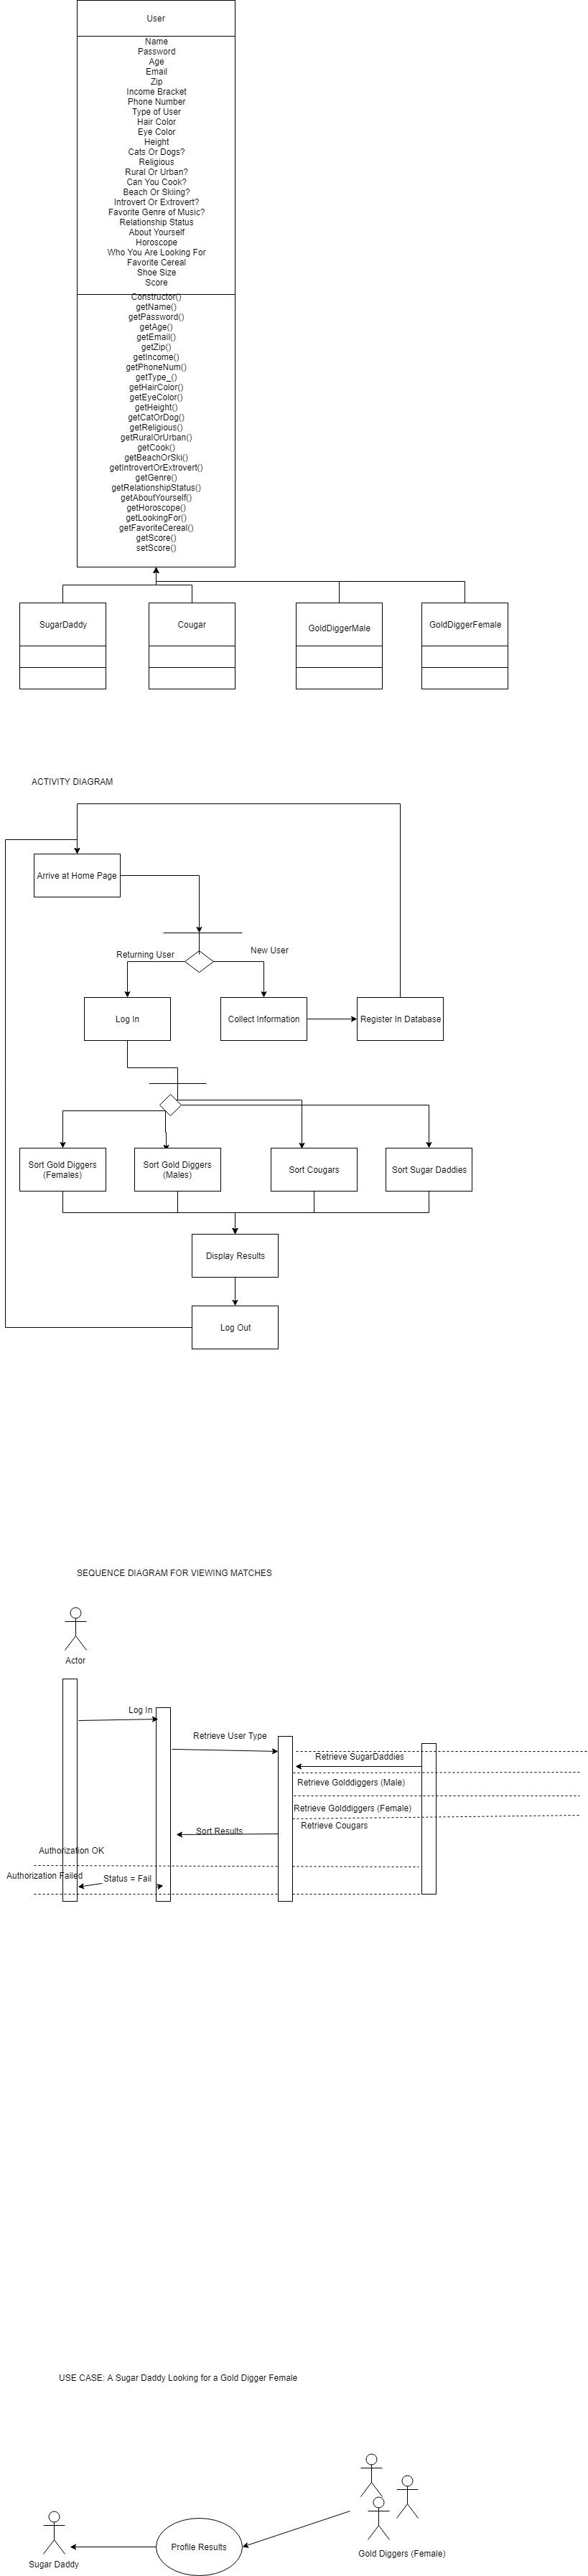 User
Name
Password
Age
Email
Zip
Income Bracket
Phone Number
Type of User
Hair Color
Eye Color
Height
Cats Or Dogs?
Religious
Rural Or Urban?
Can You Cook?
Beach Or Skiing?
Introvert Or Extrovert?
Favorite Genre of Music?
Relationship Status
About Yourself
Horoscope
Who You Are Looking For
Favorite Cereal
Shoe Size
Score
Constructor()
getName()
getPassword()
getAge()
getEmail()
getZip()
getIncome()
getPhoneNum()
getType_()
getHairColor()
getEyeColor()
getHeight()
getCatOrDog()
getReligious()
getRuralOrUrban()
getCook()
getBeachOrSki()
getIntrovertOrExtrovert()
getGenre()
getRelationshipStatus()
getAboutYourself()
getHoroscope()
getLookingFor()
getFavoriteCereal()
getScore()
setScore()
SugarDaddy
Cougar
GoldDiggerMale
GoldDiggerFemale
ACTIVITY DIAGRAM
Arrive at Home Page
Returning User
New User
Log In
Collect Information
Register In Database
Sort Gold Diggers
(Females)
Sort Gold Diggers
(Males)
Sort Cougars
Sort Sugar Daddies
Display Results
Log Out
SEQUENCE DIAGRAM FOR VIEWING MATCHES
Actor
Log In
Retrieve User Type
Retrieve SugarDaddies
Retrieve Golddiggers (Male)
Retrieve Golddiggers (Female)
Retrieve Cougars
Sort Results
Authorization OK
Authorization Failed
Status = Fail
USE CASE: A Sugar Daddy Looking for a Gold Digger Female
Profile Results
Gold Diggers (Female)
Sugar Daddy